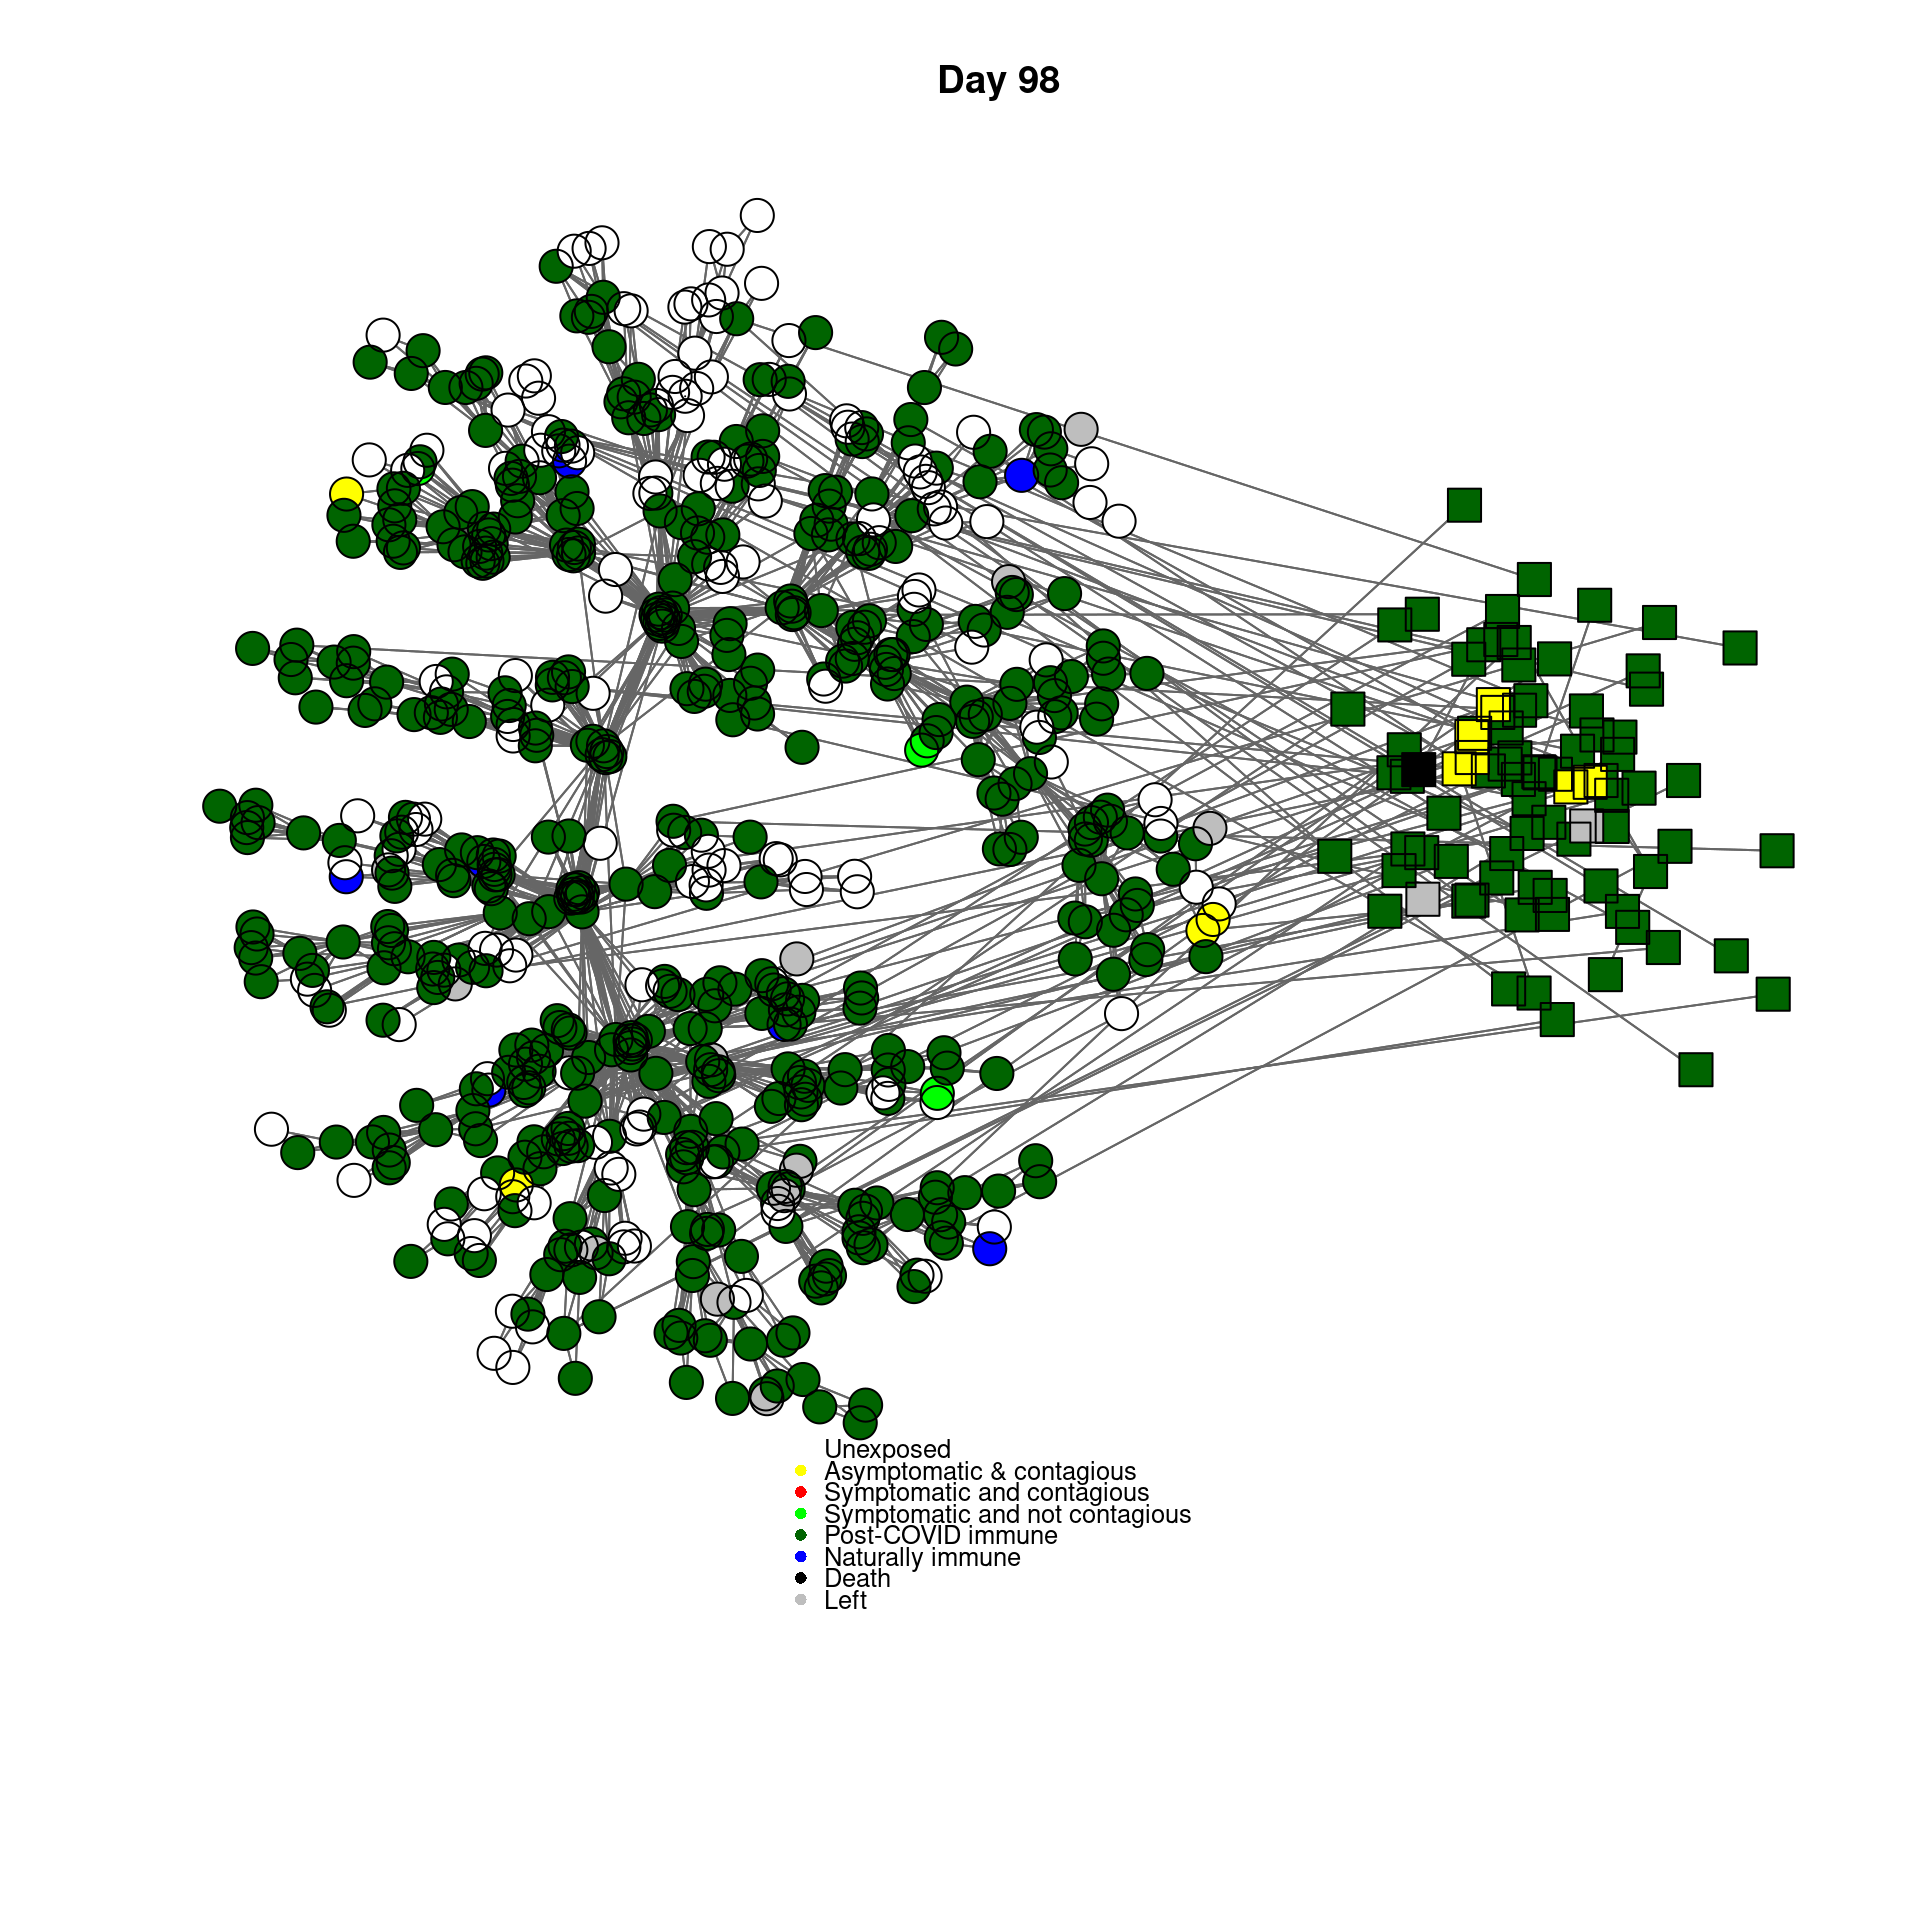 Day 98
Unexposed
Asymptomatic & contagious
Symptomatic and contagious
Symptomatic and not contagious
Post-COVID immune
Naturally immune
Death
Left